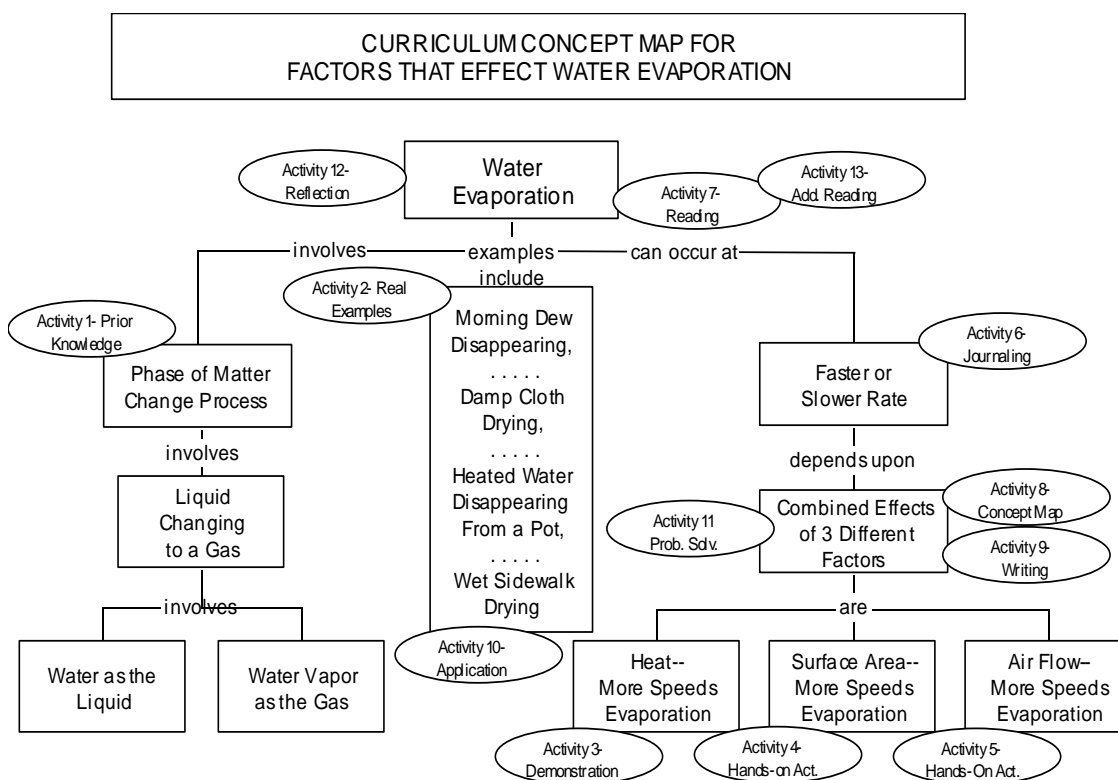 CURRICULUM CONCEPT MAP FOR
FACTORS THAT EFFECT WATER EVAPORATION
Water
Evaporation
Activity 12-
Reflection
Activity 7-
Reading
Activity 13-
Add. Reading
involves
examples
include
can occur at
Activity 1- Prior
Knowledge
Phase of Matter
Change Process
involves
Liquid
Changing
to a Gas
involves
Water as the
Liquid
Water Vapor
as the Gas
Activity 2- Real
Examples
Morning Dew
Disappearing,
. . . . .
Damp Cloth
Drying,
. . . . .
Heated Water
Disappearing
From a Pot,
. . . . .
Wet Sidewalk
Drying
Activity 10-
Application
Activity 6-
Journaling
Faster or
Slower Rate
depends upon
Activity 11
Prob. Solv.
Combined Effects
of 3 Different
Factors
Activity 8-
Concept Map
Activity 9-
Writing
are
Heat--
More Speeds
Evaporation
Surface Area--
More Speeds
Evaporation
Air Flow–
More Speeds
Evaporation
Activity 3-
Demonstration
Activity 4-
Hands-on Act.
Activity 5-
Hands-On Act.